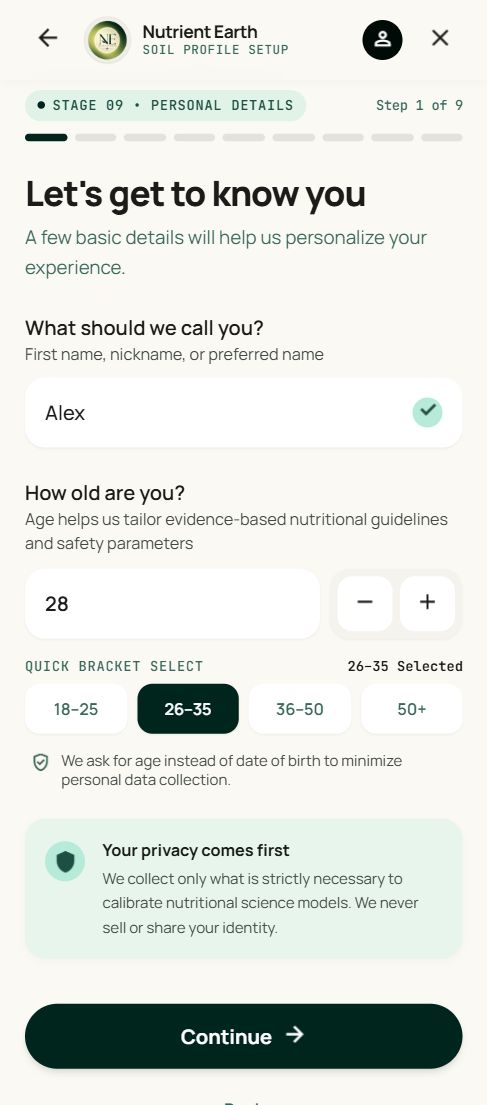 Nutrient Earth
SOIL PROFILE SETUP
STAGE 09 • PERSONAL DETAILS
Step 1 of 9
Let's get to know you
A few basic details will help us personalize your
experience.
What should we call you?
First name, nickname, or preferred name
Alex
How old are you?
Age helps us tailor evidence-based nutritional guidelines
and safety parameters
28
QUICK BRACKET SELECT
26–35 Selected
18–25
26–35
36–50
50+
We ask for age instead of date of birth to minimize
personal data collection.
Your privacy comes first
We collect only what is strictly necessary to
calibrate nutritional science models. We never
sell or share your identity.
Continue